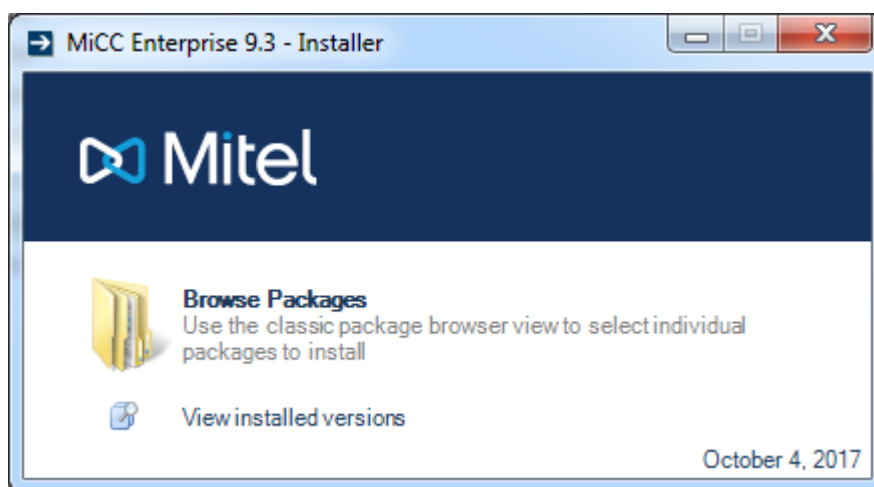 MiCC Enterprise 9.3 - Installer
Mitel
Browse Packages
Use the classic package browser view to select individual
packages to install
View installed versions
October 4, 2017